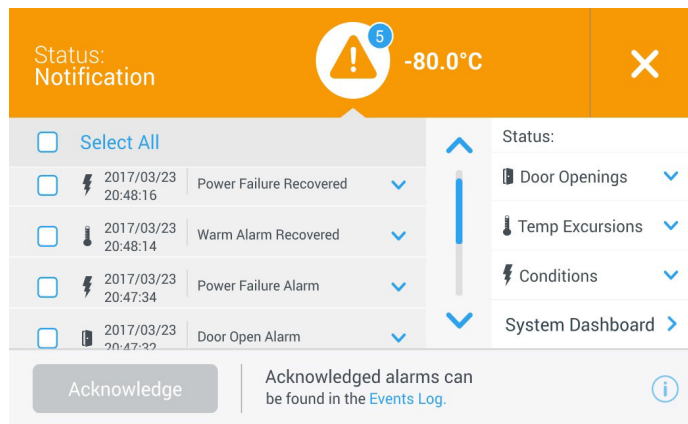 Status:
Notification
5
-80.0°C
Select All
2017/03/23
20:48:16
Power Failure Recovered
2017/03/23
20:48:14
Warm Alarm Recovered
2017/03/23
20:47:34
Power Failure Alarm
2017/03/23
20:47:32
Door Open Alarm
Status:
Door Openings
Temp Excursions
Conditions
System Dashboard
Acknowledge
Acknowledged alarms can
be found in the Events Log.